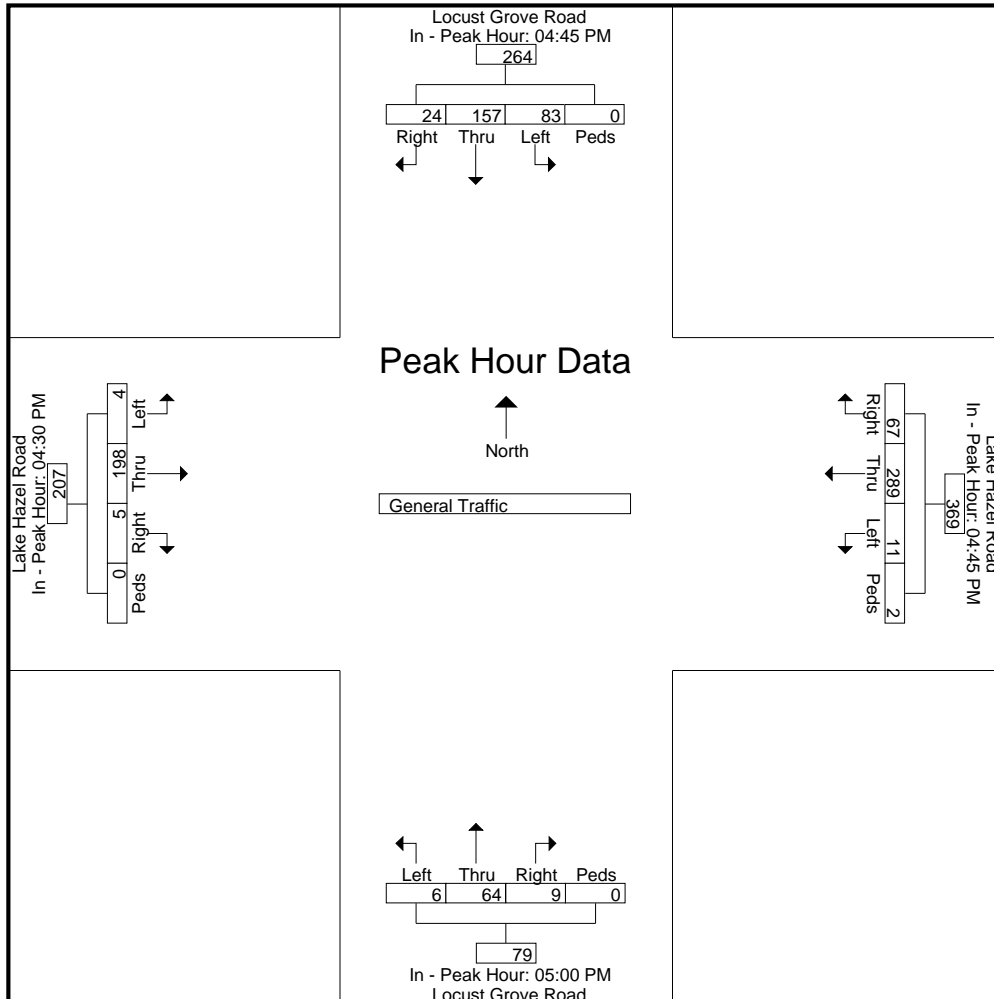 Locust Grove Road
In - Peak Hour: 04:45 PM
264
24 157 83 0
Right Thru Left Peds
Peak Hour Data
North
General Traffic
Lake Hazel Road
In - Peak Hour: 04:30 PM
207
4 198 5 0
Left Thru Right Peds
Lake Hazel Road
In - Peak Hour: 04:45 PM
369
67 289 11 2
Right Thru Left Peds
Left Thru Right Peds
6 64 9 0
79
In - Peak Hour: 05:00 PM
Locust Grove Road